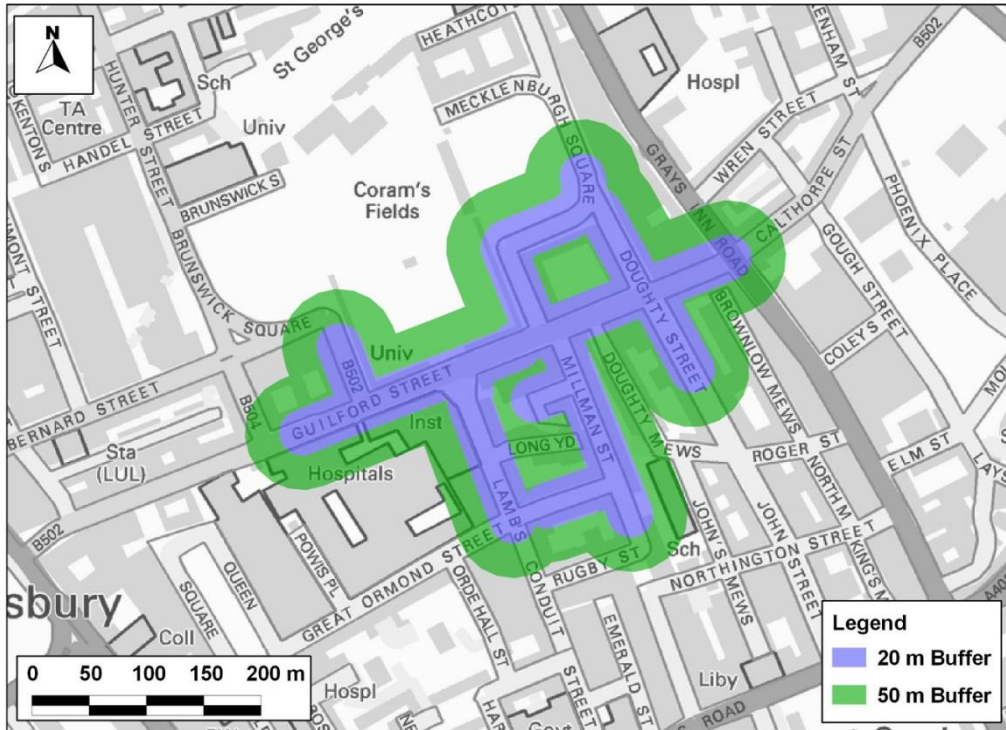 N
HEATHCOTE
ENHAM ST
B502
St George's
Sch
Hospl
HUNTER STREET
TA
Centre
KENTON S
HANDEL STREET
Univ
MECKLENBURGH SQUARE
WREN STREET
GRAYS INN ROAD
CALTHORPE ST
PHOENIX PLACE
BRUNSWICK S
Coram's
Fields
GOUGH STREET
BRUNSWICK SQUARE
DOUGHTY STREET
BROWNLOW MEWS
COLEY S
Univ
B502
GUILFORD STREET
MILLMAN ST
DOUGHTY MEWS
BERNARD STREET
B504
Inst
LONG YD
ROGER ST
ELM ST
Sta
(LUL)
Hospitals
LAMB'S CONDUIT STREET
JOHN'S MEWS
JOHN STREET
NORTH M
KING'S M
B502
POWIS PL
Sch
RUGBY ST
NORTHINGTON STREET
GREAT ORMOND STREET
ORDE HALL ST
QUEEN SQUARE
EMERALD ST
sbury
Coll
Hospl
Liby
ROAD
Govt
Legend
20 m Buffer
50 m Buffer
0 50 100 150 200 m